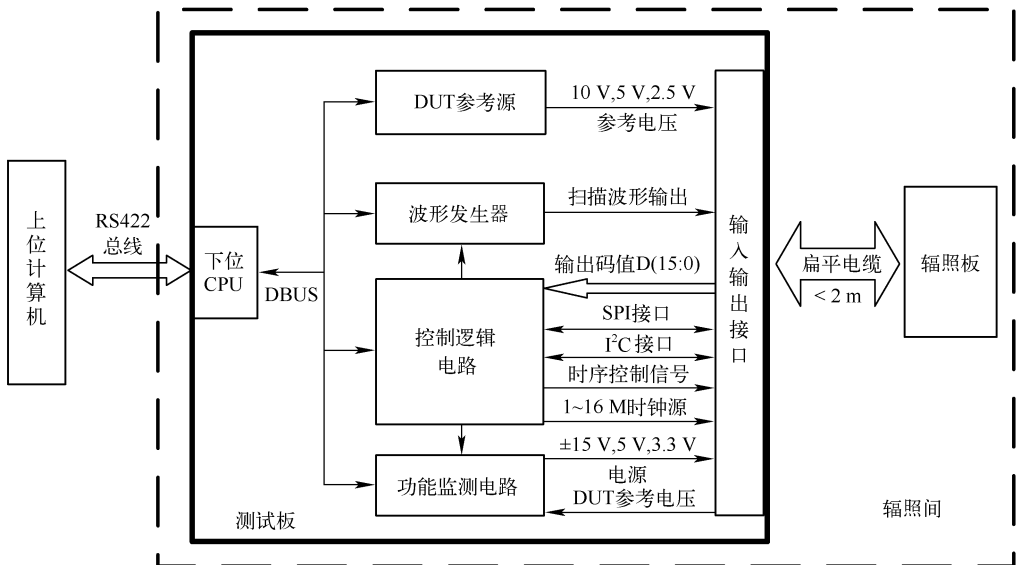 上位计算机
RS422
总线
下位
CPU
DBUS
DUT参考源
10 V,5 V,2.5 V
参考电压
波形发生器
扫描波形输出
控制逻辑
电路
输出码值D(15:0)
SPI接口
I²C接口
时序控制信号
1~16 M时钟源
功能监测电路
±15 V,5 V,3.3 V
电源
DUT参考电压
输入输出接口
扁平电缆
< 2 m
辐照板
测试板
辐照间